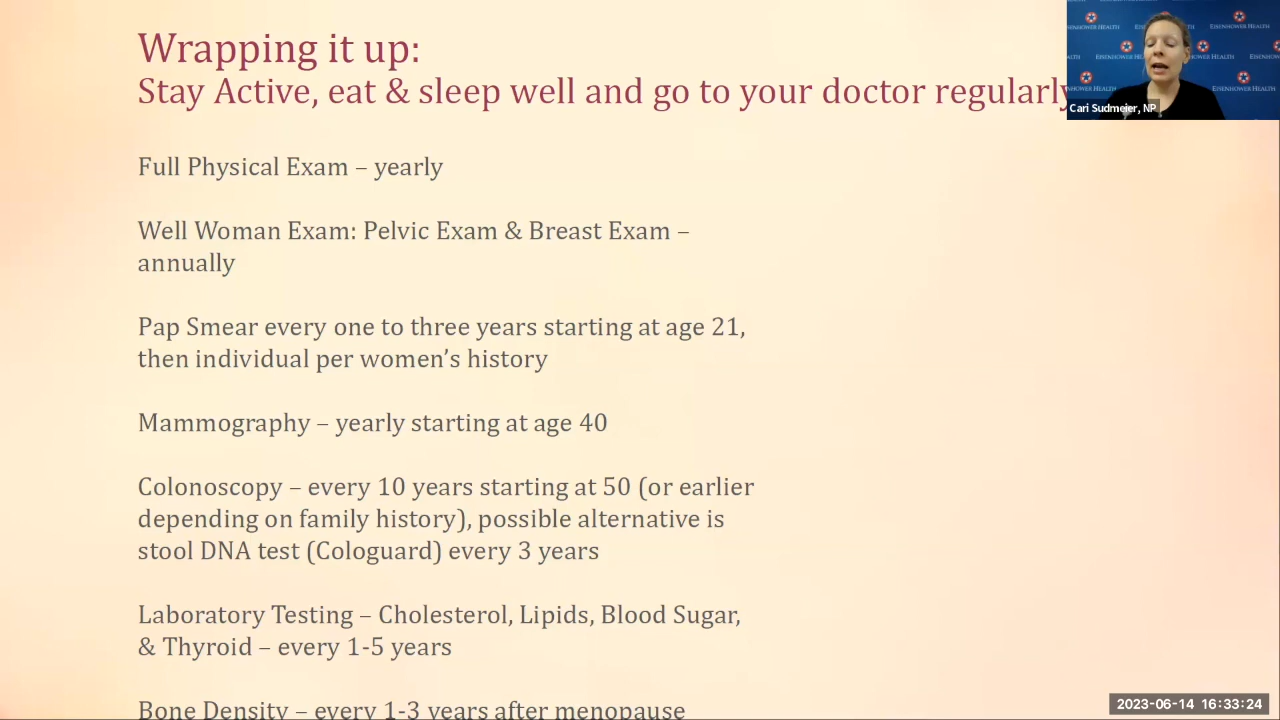 Wrapping it up:
Stay Active, eat & sleep well and go to your doctor regularly
Full Physical Exam – yearly
Well Woman Exam: Pelvic Exam & Breast Exam –
annually
Pap Smear every one to three years starting at age 21,
then individual per women’s history
Mammography – yearly starting at age 40
Colonoscopy – every 10 years starting at 50 (or earlier
depending on family history), possible alternative is
stool DNA test (Cologuard) every 3 years
Laboratory Testing – Cholesterol, Lipids, Blood Sugar,
& Thyroid – every 1-5 years
Bone Density – every 1-3 years after menopause
EISENHOWER HEALTH
Cari Sudmeier, NP
2023-06-14 16:33:24